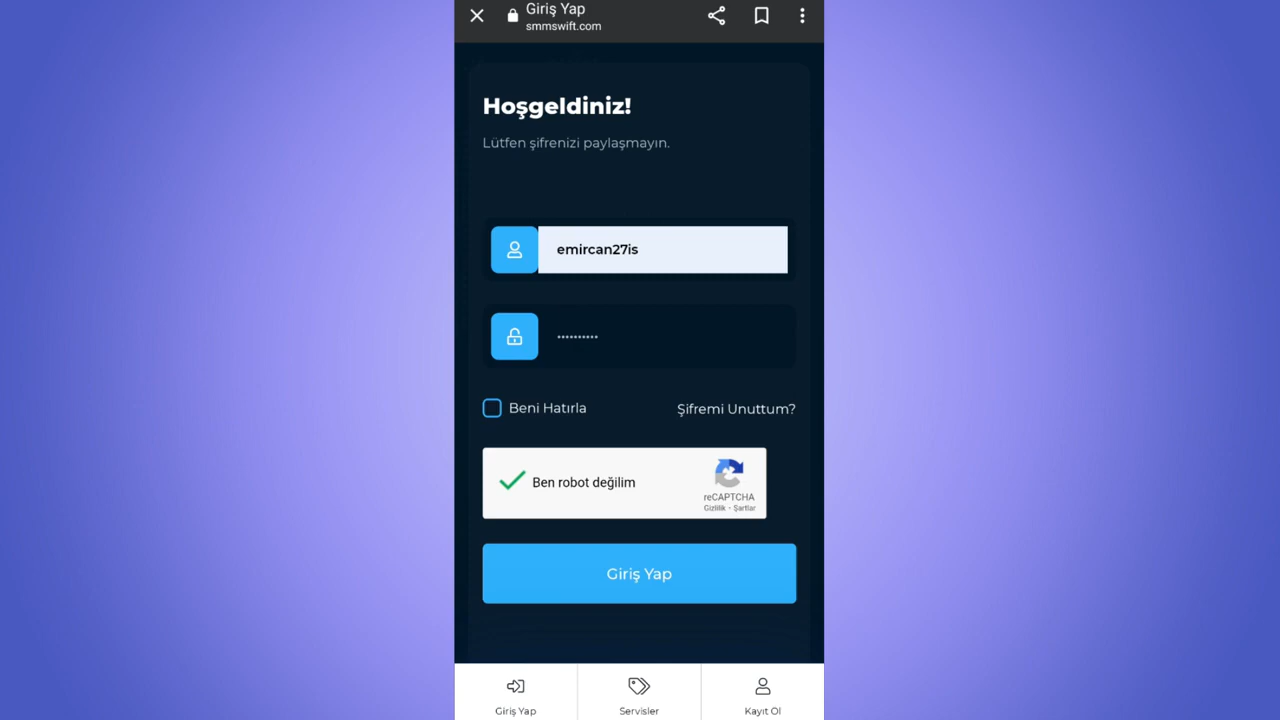 Giriş Yap
smmswift.com
Hoşgeldiniz!
Lütfen şifrenizi paylaşmayın.
emircan27is
··········
Beni Hatırla
Şifremi Unuttum?
Ben robot değilim
reCAPTCHA
Gizlilik - Şartlar
Giriş Yap
Giriş Yap
Servisler
Kayıt Ol